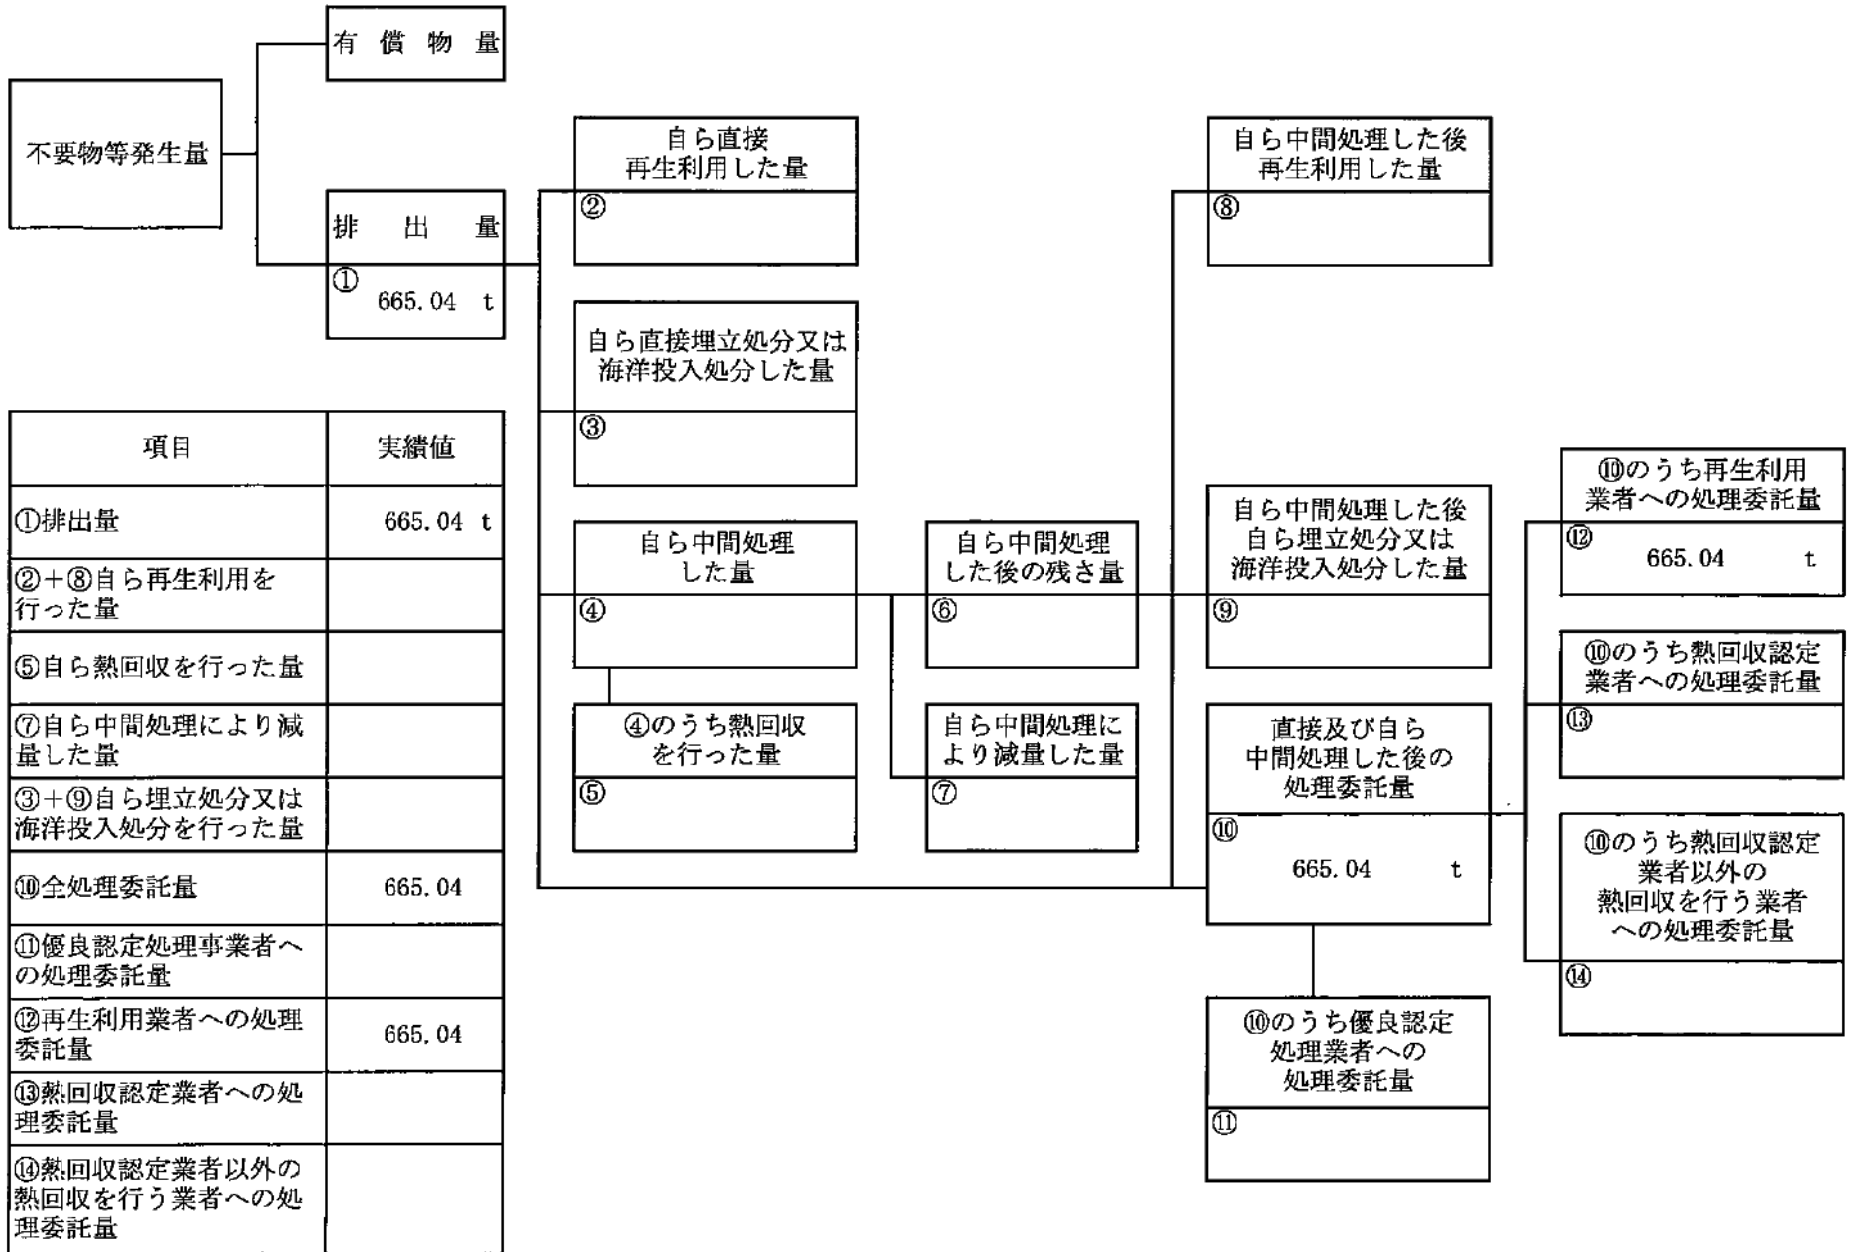 有償物量
不要物等発生量
排出量
①
665.04 t
自ら直接
再生利用した量
②
自ら直接埋立処分又は
海洋投入処分した量
③
自ら中間処理
した量
④
④のうち熱回収
を行った量
⑤
自ら中間処理
した後の残さ量
⑥
自ら中間処理に
より減量した量
⑦
自ら中間処理した後
再生利用した量
⑧
自ら中間処理した後
自ら埋立処分又は
海洋投入処分した量
⑨
直接及び自ら
中間処理した後の
処理委託量
⑩
665.04 t
⑩のうち優良認定
処理業者への
処理委託量
⑪
⑩のうち再生利用
業者への処理委託量
⑫
665.04 t
⑩のうち熱回収認定
業者への処理委託量
⑬
⑩のうち熱回収認定
業者以外の
熱回収を行う業者
への処理委託量
⑭
項目 実績値
①排出量 665.04 t
②+⑧自ら再生利用を
行った量
⑤自ら熱回収を行った量
⑦自ら中間処理により減
量した量
③+⑨自ら埋立処分又は
海洋投入処分を行った量
⑩全処理委託量 665.04
⑪優良認定処理事業者へ
の処理委託量
⑫再生利用業者への処理
委託量 665.04
⑬熱回収認定業者への処
理委託量
⑭熱回収認定業者以外の
熱回収を行う業者への処
理委託量